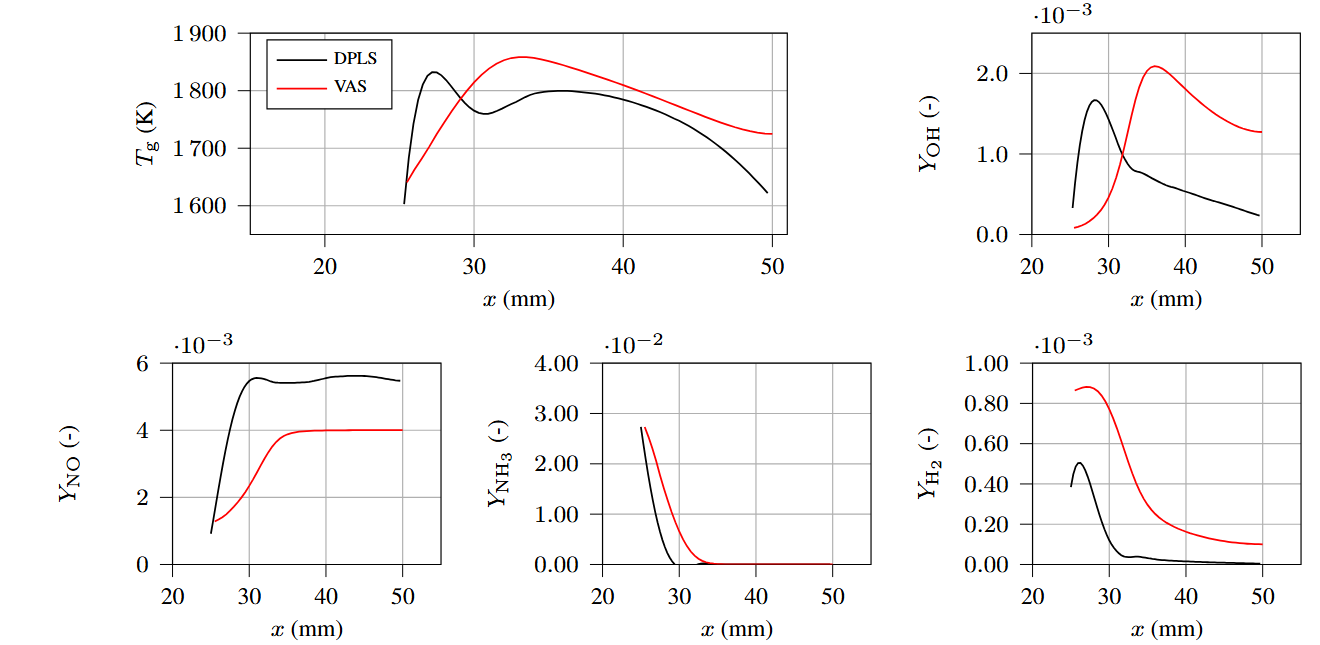 1 900
1 800
1 700
1 600
T_g (K)
DPLS
VAS
20 30 40 50
x (mm)
·10⁻³
2.0
1.0
0.0
Y_OH (-)
20 30 40 50
x (mm)
·10⁻³
6
4
2
0
Y_NO (-)
20 30 40 50
x (mm)
·10⁻²
4.00
3.00
2.00
1.00
0.00
Y_NH₃ (-)
20 30 40 50
x (mm)
·10⁻³
1.00
0.80
0.60
0.40
0.20
0.00
Y_H₂ (-)
20 30 40 50
x (mm)